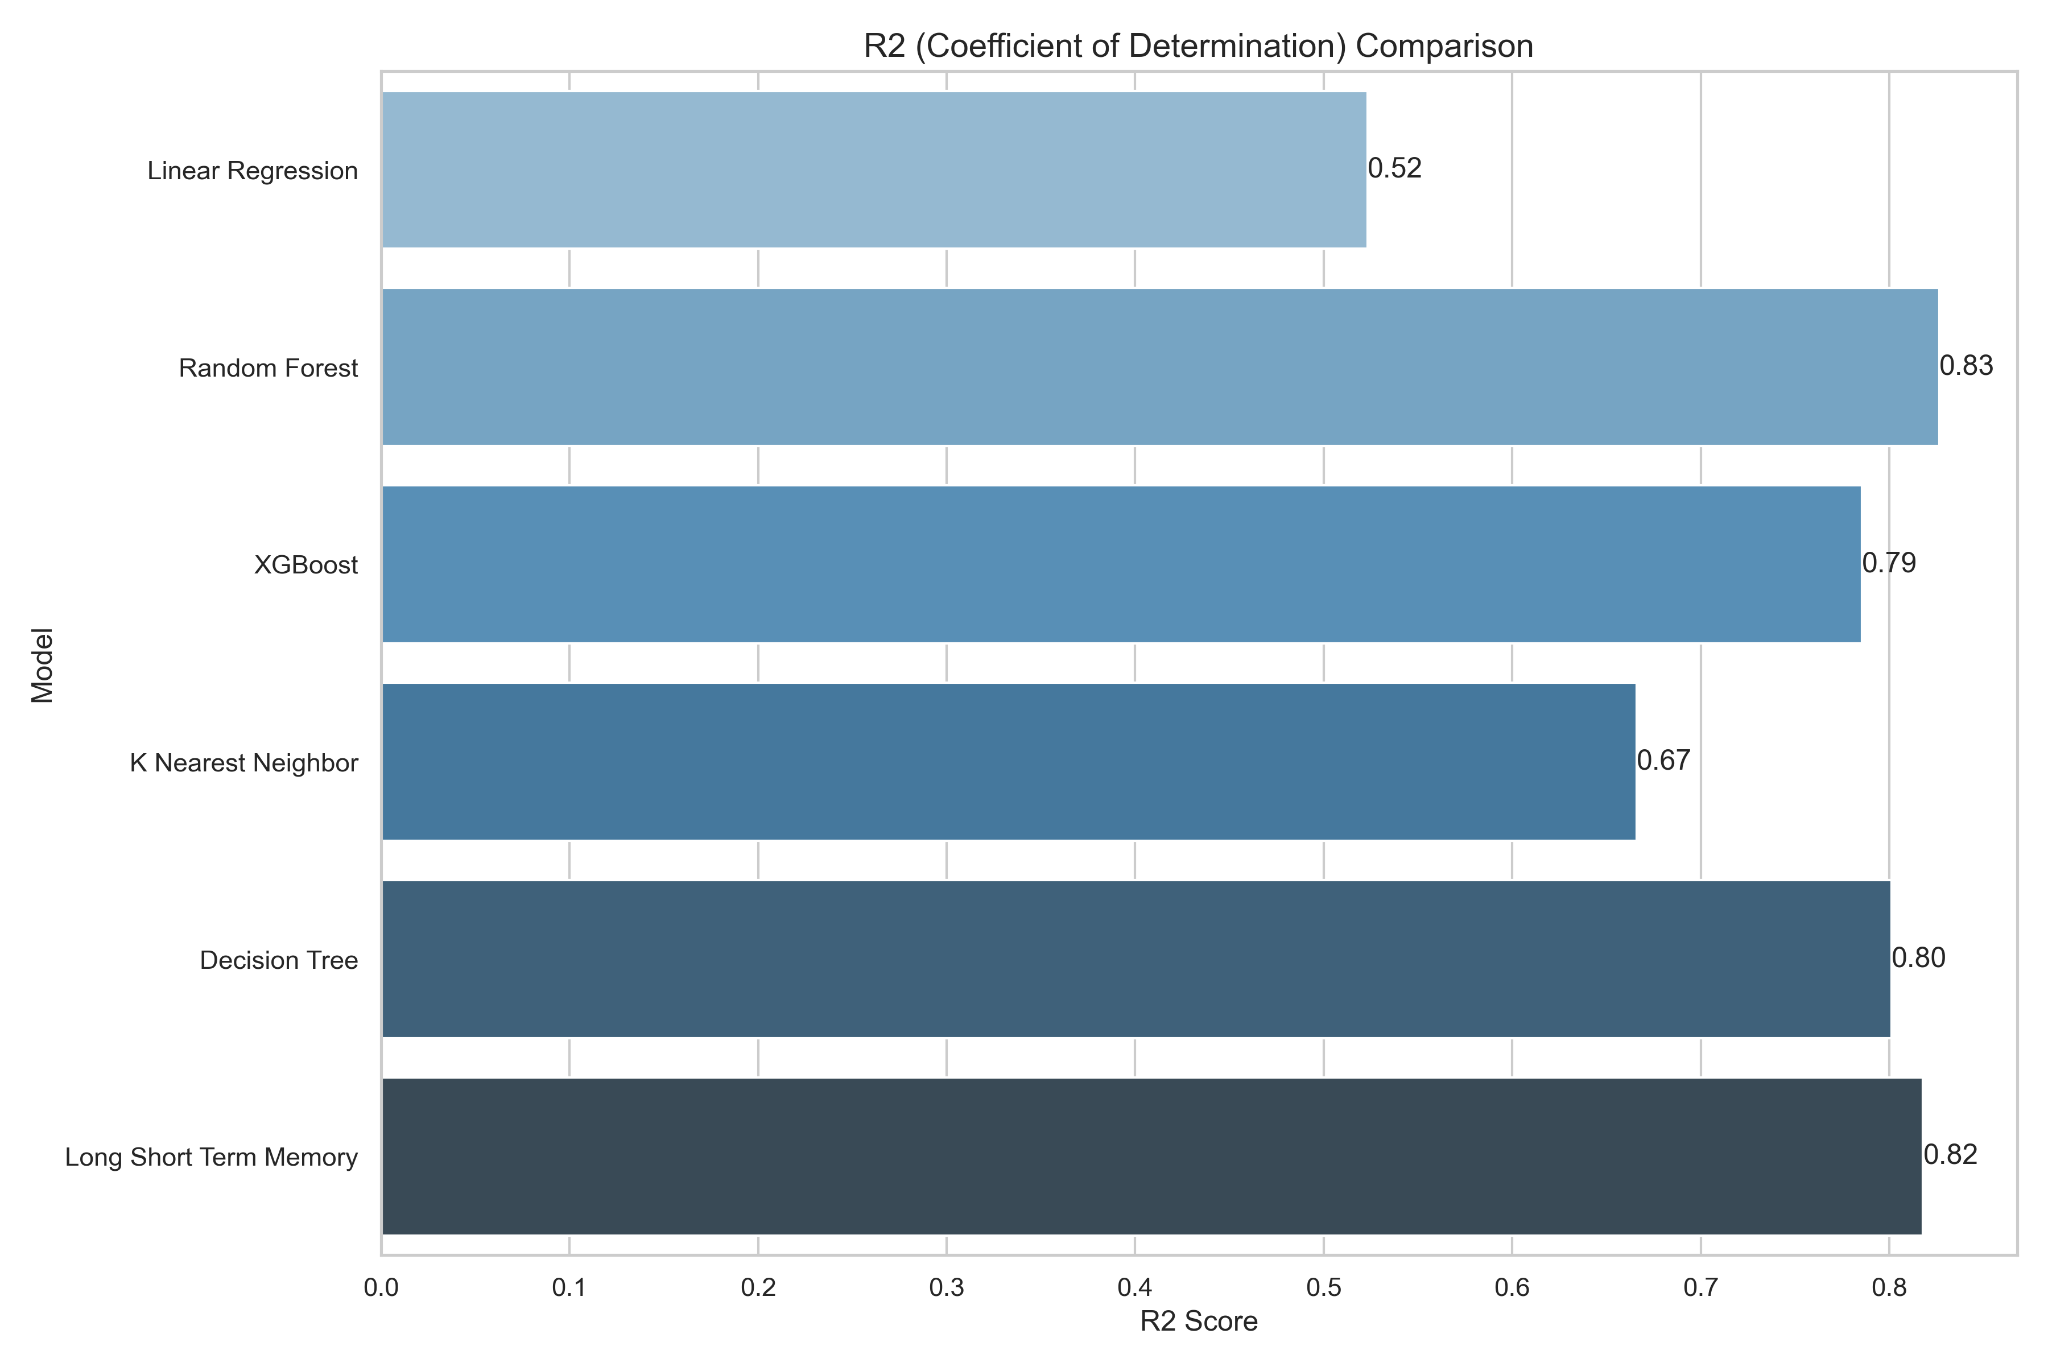 R2 (Coefficient of Determination) Comparison
Linear Regression
0.52
Random Forest
0.83
XGBoost
0.79
Model
K Nearest Neighbor
0.67
Decision Tree
0.80
Long Short Term Memory
0.82
0.0 0.1 0.2 0.3 0.4 0.5 0.6 0.7 0.8
R2 Score